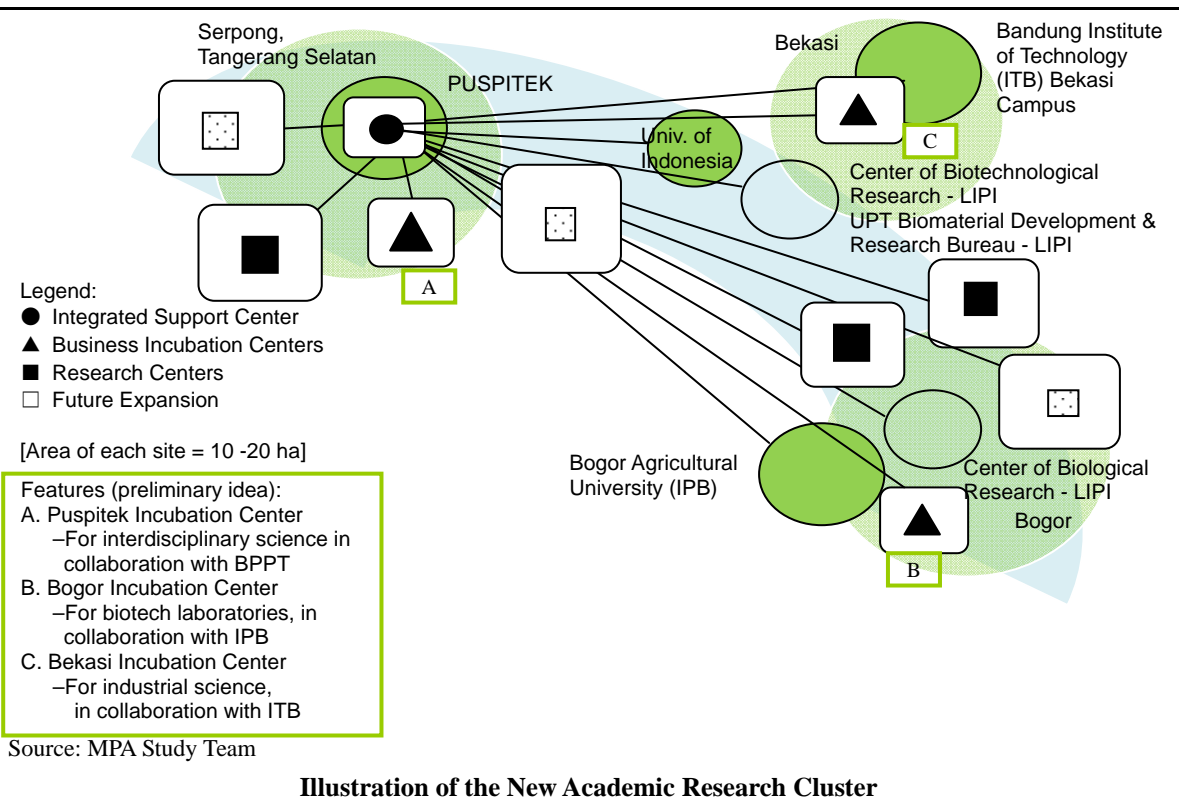 Serpong,
Tangerang Selatan
PUSPITEK
Bekasi
Bandung Institute
of Technology
(ITB) Bekasi
Campus
Univ. of
Indonesia
C
Center of Biotechnological
Research - LIPI
UPT Biomaterial Development &
Research Bureau - LIPI
A
Legend:
Integrated Support Center
Business Incubation Centers
Research Centers
Future Expansion
[Area of each site = 10 -20 ha]
Bogor Agricultural
University (IPB)
Center of Biological
Research - LIPI
Bogor
B
Features (preliminary idea):
A. Puspitek Incubation Center
–For interdisciplinary science in
collaboration with BPPT
B. Bogor Incubation Center
–For biotech laboratories, in
collaboration with IPB
C. Bekasi Incubation Center
–For industrial science,
in collaboration with ITB
Source: MPA Study Team
Illustration of the New Academic Research Cluster